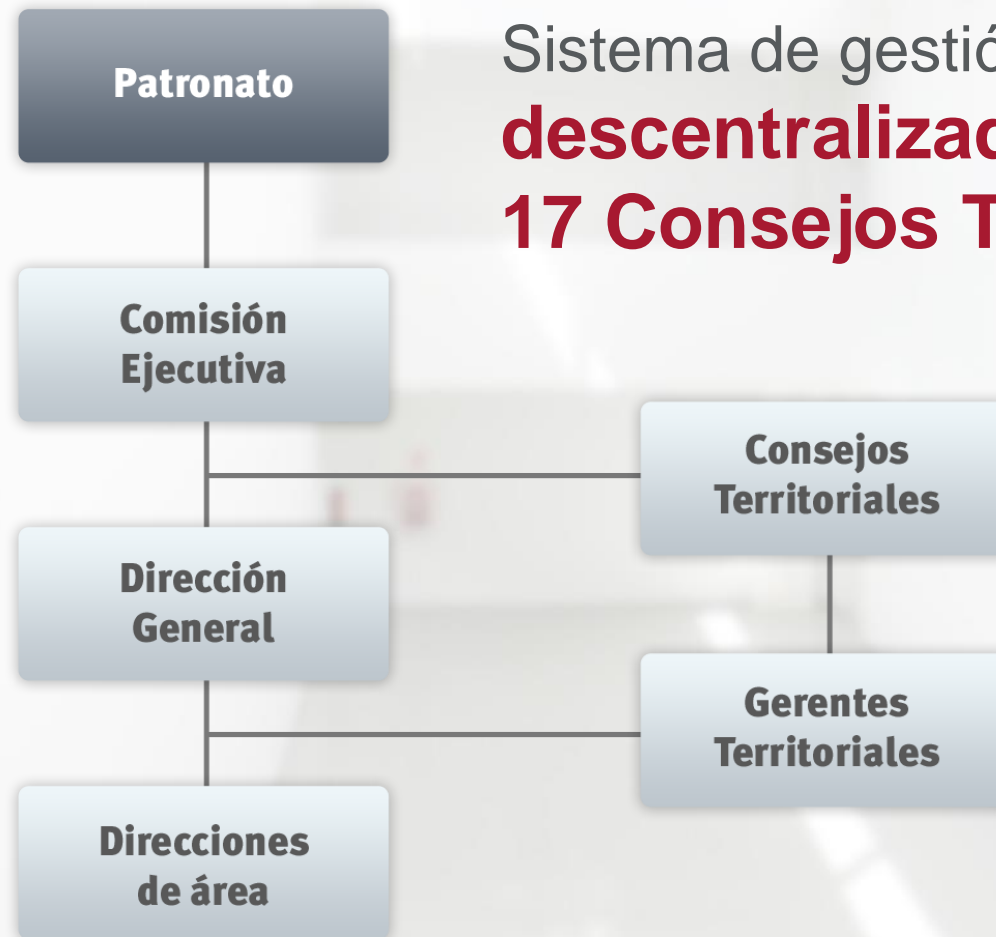 Patronato
Sistema de gestió
descentralizad
17 Consejos T
Comisión
Ejecutiva
Consejos
Territoriales
Dirección
General
Gerentes
Territoriales
Direcciones
de área